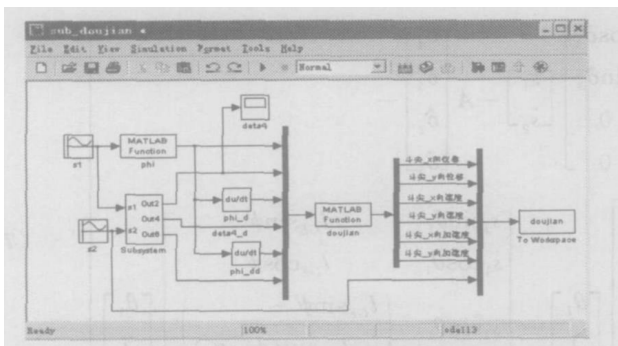 sub_doujian
File Edit View Simulation Format Tools Help
Normal
data4
s1
MATLAB
Function
phi
du/dt
phi_d
s1
s2
Out2
Out4
Out6
Subsystem
data4_d
s2
du/dt
phi_dd
MATLAB
Function
doujian
斗尖_x向位移
斗尖_y向位移
斗尖_x向速度
斗尖_y向速度
斗尖_x向加速度
斗尖_y向加速度
doujian
To Workspace
Ready
100%